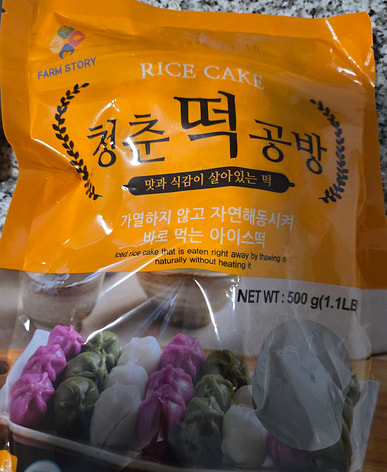 FARM STORY
RICE CAKE
청춘떡공방
맛과 식감이 살아있는 떡
가열하지 않고 자연해동시켜
바로 먹는 아이스떡
Iced rice cake that is eaten right away by thawing it
naturally without heating it
NET WT : 500 g(1.1LB